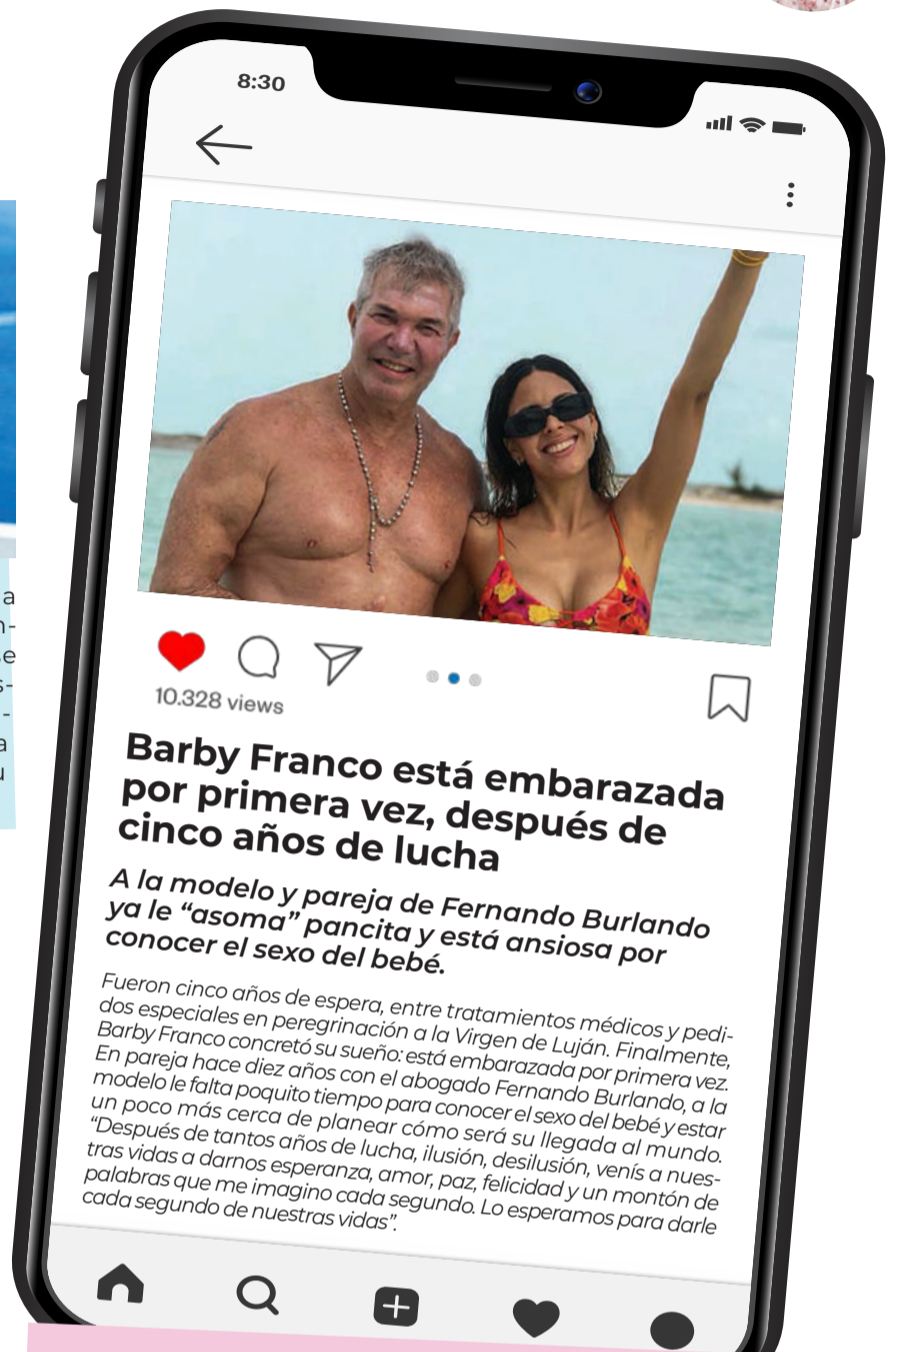 8:30
10.328 views
Barby Franco está embarazada
por primera vez, después de
cinco años de lucha
A la modelo y pareja de Fernando Burlando
ya le “asoma” pancita y está ansiosa por
conocer el sexo del bebé.
Fueron cinco años de espera, entre tratamientos médicos y pedi-
dos especiales en peregrinación a la Virgen de Luján. Finalmente,
Barby Franco concretó su sueño: está embarazada por primera vez.
En pareja hace diez años con el abogado Fernando Burlando, a la
modelo le falta poquito tiempo para conocer el sexo del bebé y estar
un poco más cerca de planear cómo será su llegada al mundo.
“Después de tantos años de lucha, ilusión, desilusión, venís a nues-
tras vidas a darnos esperanza, amor, paz, felicidad y un montón de
palabras que me imagino cada segundo. Lo esperamos para darle
cada segundo de nuestras vidas”.